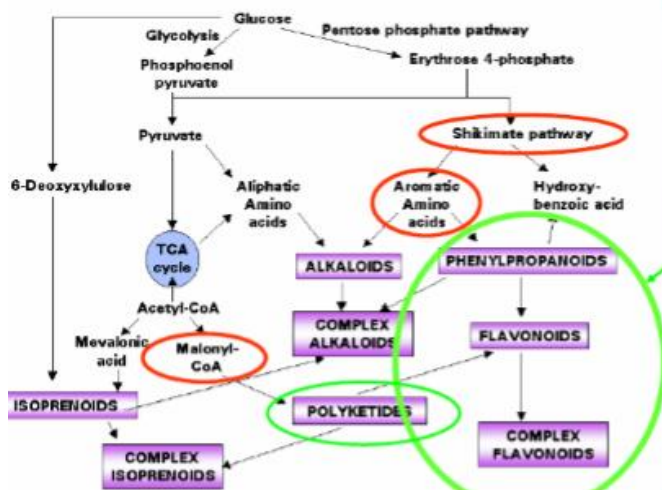 Glucose
Glycolysis
Pentose phosphate pathway
Phosphoenol
pyruvate
Erythrose 4-phosphate
Pyruvate
Shikimate pathway
6-Deoxyxylulose
Aliphatic
Amino
acids
Aromatic
Amino
acids
Hydroxy-
benzoic acid
TCA
cycle
ALKALOIDS
PHENYLPROPANOIDS
Acetyl-CoA
COMPLEX
ALKALOIDS
FLAVONOIDS
Mevalonic
acid
Malonyl-
CoA
ISOPRENOIDS
POLYKETIDES
COMPLEX
ISOPRENOIDS
COMPLEX
FLAVONOIDS